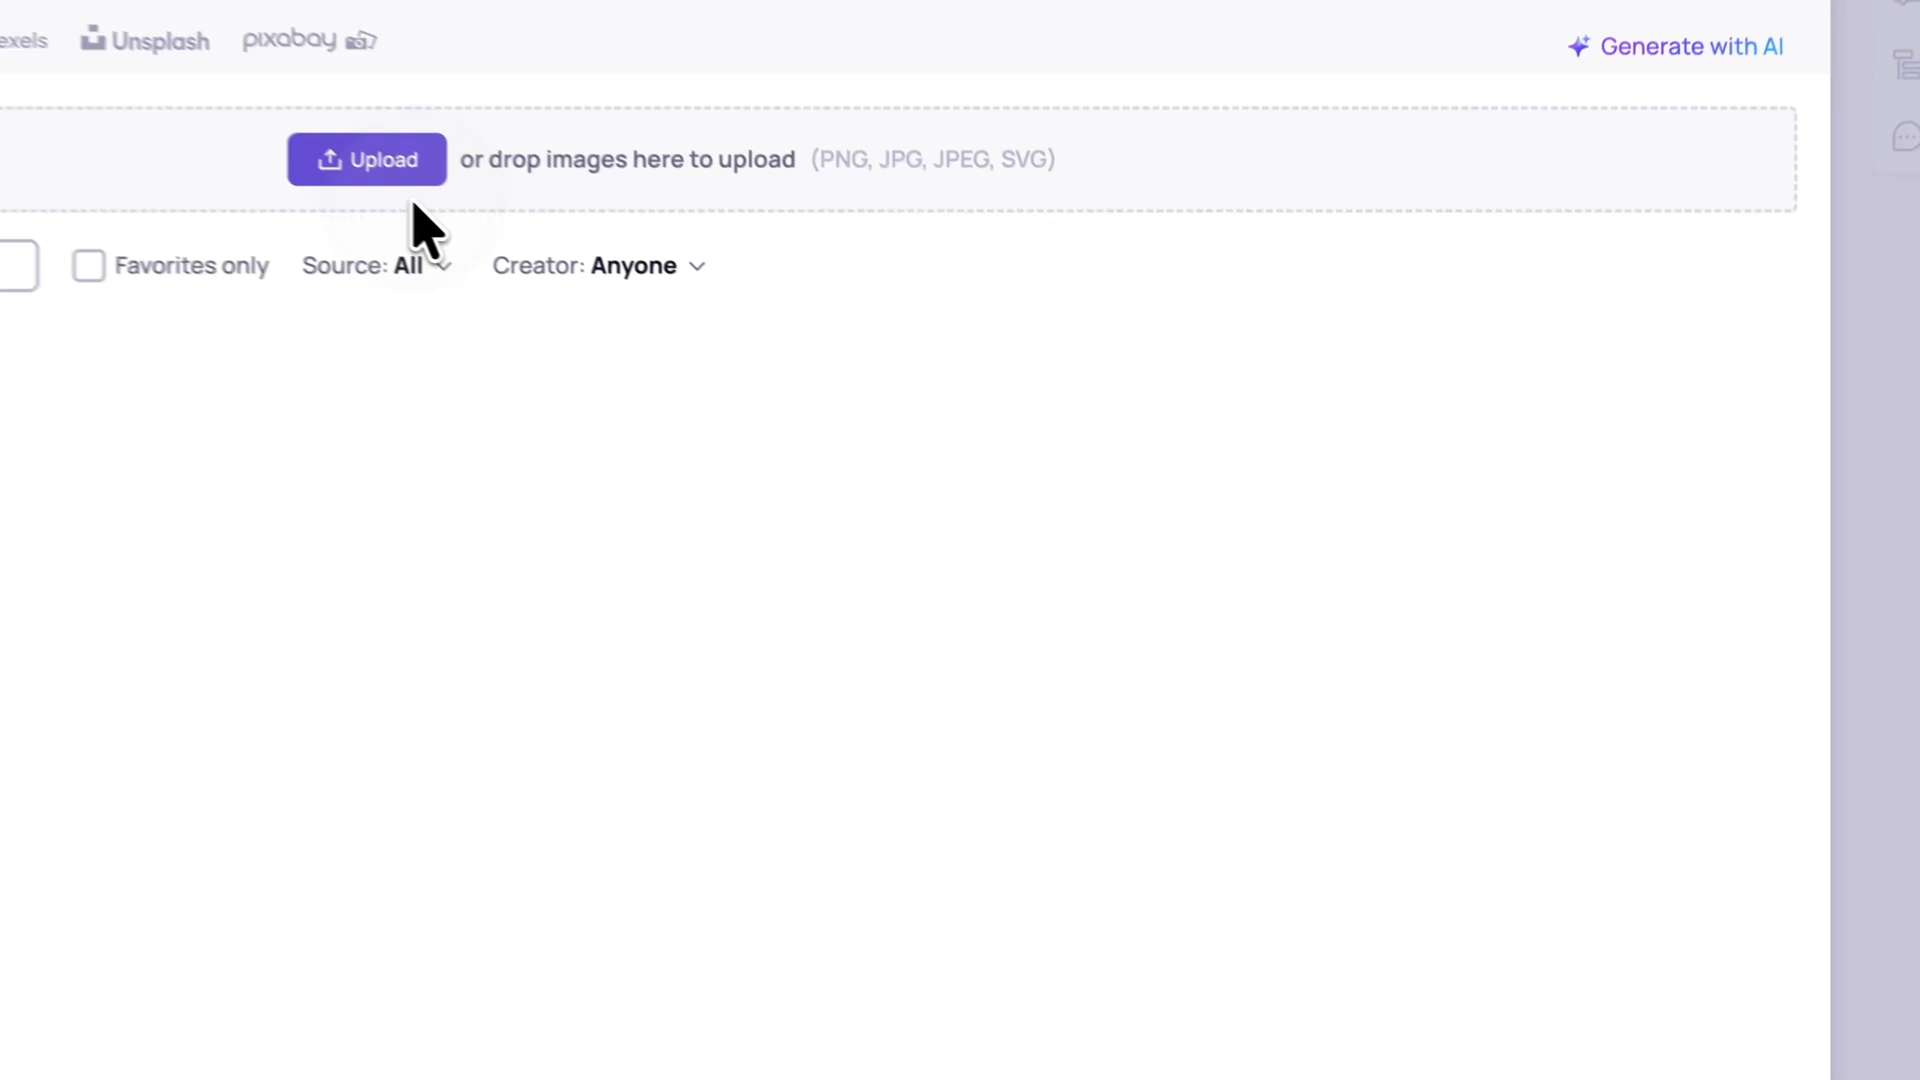 exels Unsplash pixabay Generate with AI
Upload or drop images here to upload (PNG, JPG, JPEG, SVG)
Favorites only Source: All Creator: Anyone